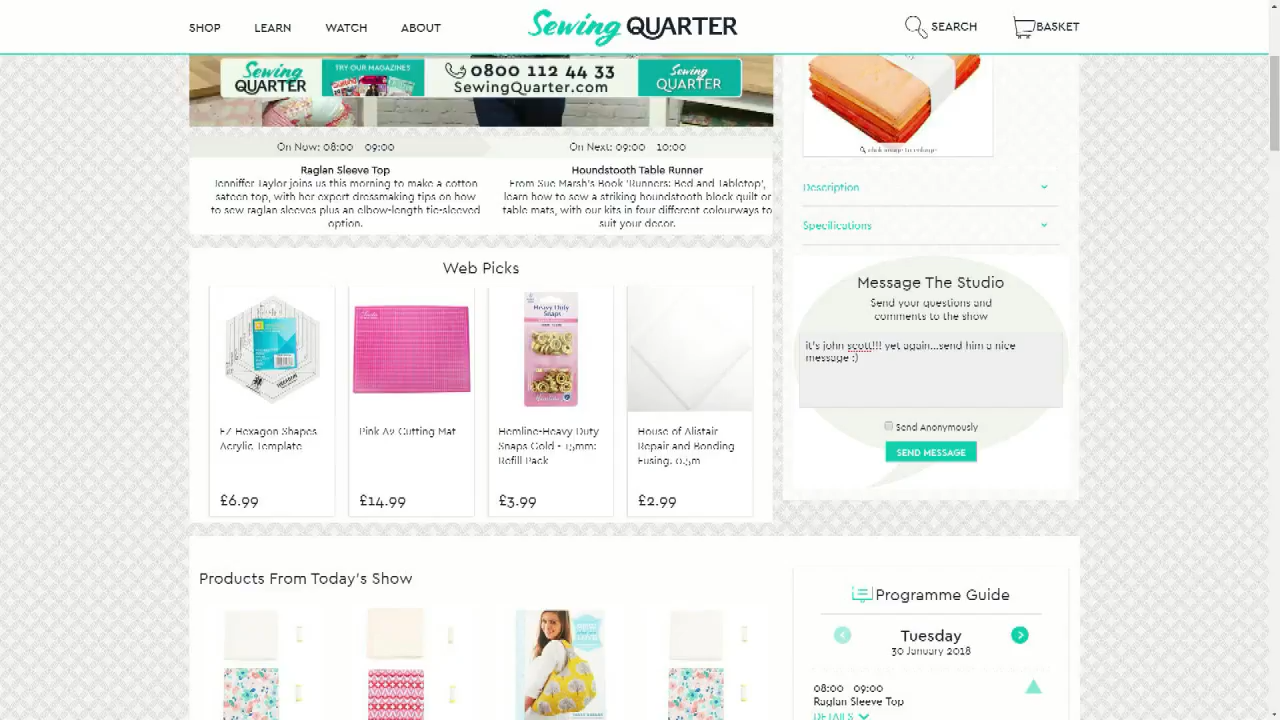 SHOP
LEARN
WATCH
ABOUT
Sewing QUARTER
SEARCH
BASKET
Sewing QUARTER
TRY OUR MAGAZINES
0800 112 44 33
SewingQuarter.com
Sewing QUARTER
click image to enlarge
On Now: 08:00 09:00
Raglan Sleeve Top
Jenniffer Taylor joins us this morning to make a cotton
sateen top, with her expert dressmaking tips on how
to sew raglan sleeves plus an elbow-length tie-sleeved
option.
On Next: 09:00 10:00
Houndstooth Table Runner
From Sue Marsh's Book 'Runners: Bed and Tabletop',
learn how to sew a striking houndstooth block quilt or
table mats, with our kits in four different colourways to
suit your decor.
Description
Specifications
Message The Studio
Send your questions and
comments to the show
it's john scott!!! yet again...send him a nice
message :)
Send Anonymously
SEND MESSAGE
Web Picks
EZ Hexagon Shapes
Acrylic Template
£6.99
Pink A2 Cutting Mat
£14.99
Heavy Duty
Snaps
Hemline-Heavy Duty
Snaps Gold - 15mm:
Refill Pack
£3.99
House of Alistair
Repair and Bonding
Fusing. 0.5m
£2.99
Products From Today's Show
Programme Guide
Tuesday
30 January 2018
08:00 09:00
Raglan Sleeve Top
DETAILS